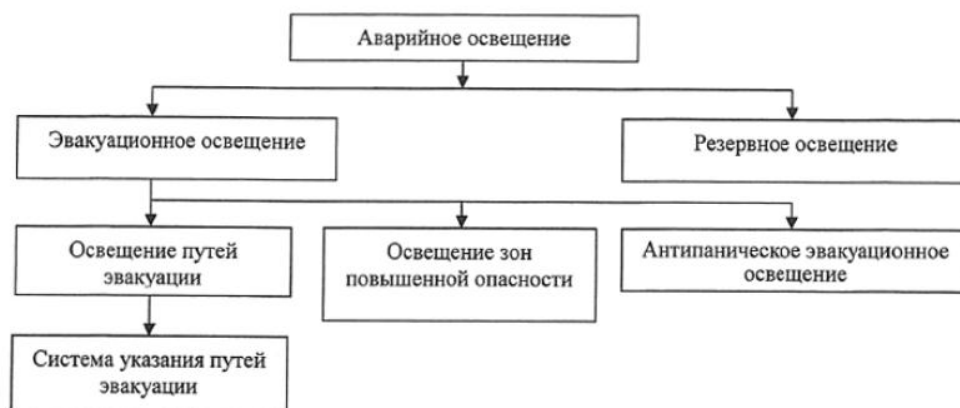 Аварийное освещение
Эвакуационное освещение
Резервное освещение
Освещение путей
эвакуации
Освещение зон
повышенной опасности
Антипаническое эвакуационное
освещение
Система указания путей
эвакуации